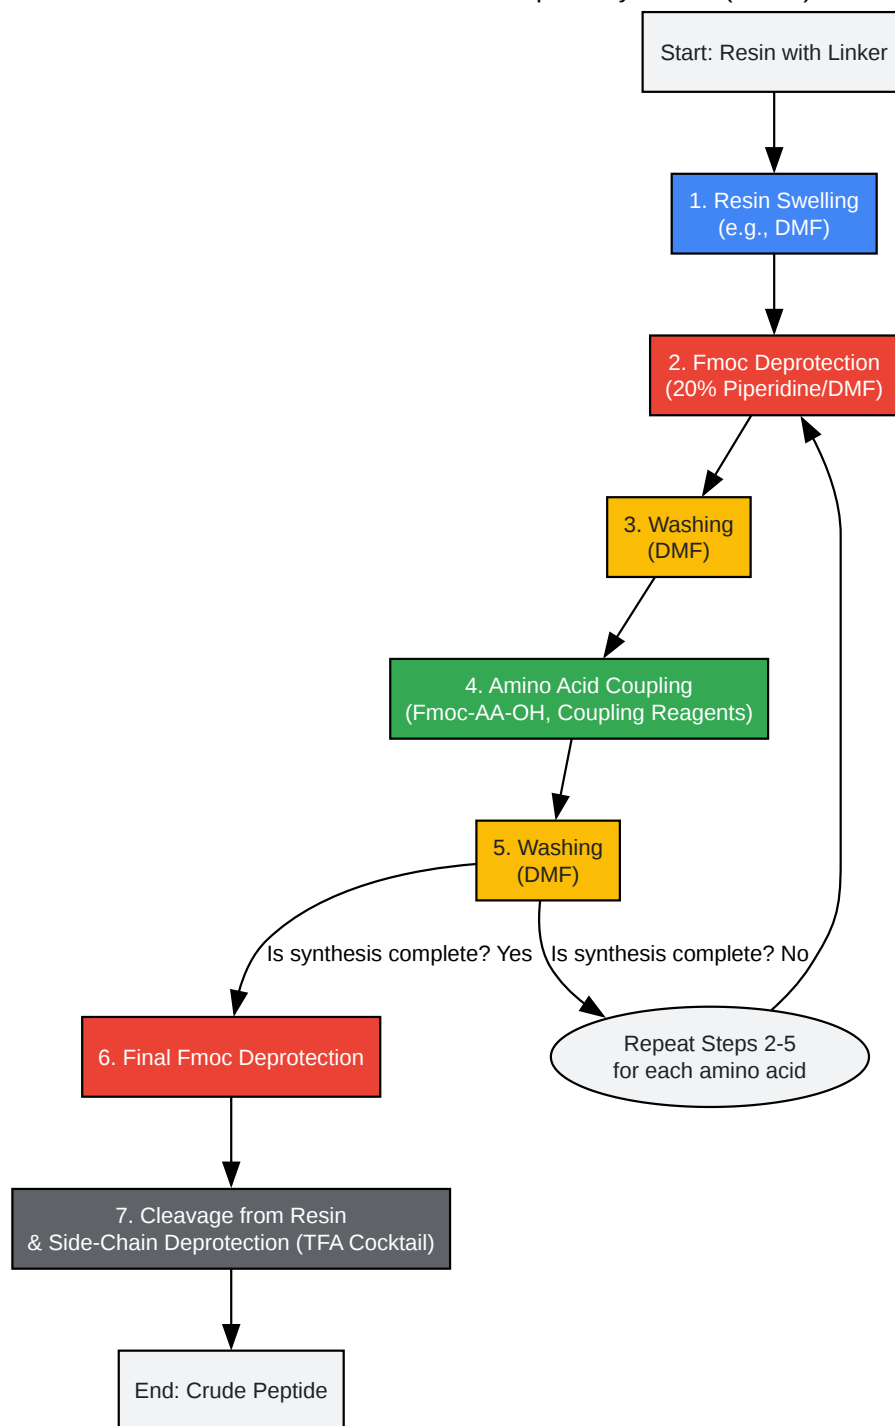 Start: Resin with Linker
1. Resin Swelling
(e.g., DMF)
2. Fmoc Deprotection
(20% Piperidine/DMF)
3. Washing
(DMF)
4. Amino Acid Coupling
(Fmoc-AA-OH, Coupling Reagents)
5. Washing
(DMF)
Is synthesis complete? Yes
Is synthesis complete? No
Repeat Steps 2-5
for each amino acid
6. Final Fmoc Deprotection
7. Cleavage from Resin
& Side-Chain Deprotection (TFA Cocktail)
End: Crude Peptide